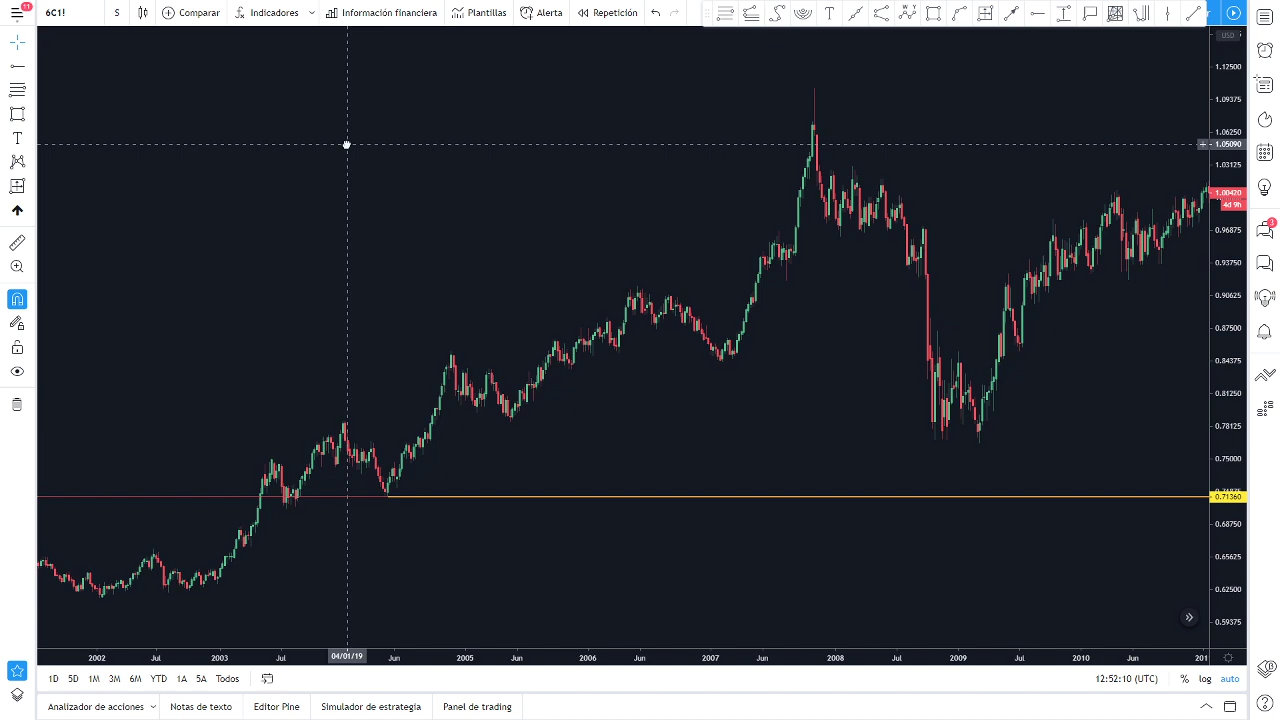 11
6C1!
S
Comparar
Indicadores
Información financiera
Plantillas
Alerta
Repetición
USD
1.12500
1.09375
1.06250
1.05090
1.03125
1.00420
4d 9h
0.96875
0.93750
0.90625
0.87500
0.84375
0.81250
0.78125
0.75000
0.71360
0.68750
0.65625
0.62500
0.59375
3
2002
Jul
2003
Jul
04/01/19
Jun
2005
Jun
2006
Jun
2007
Jun
2008
Jul
2009
Jul
2010
Jun
201
1D
5D
1M
3M
6M
YTD
1A
5A
Todos
12:52:10 (UTC)
%
log
auto
Analizador de acciones
Notas de texto
Editor Pine
Simulador de estrategia
Panel de trading